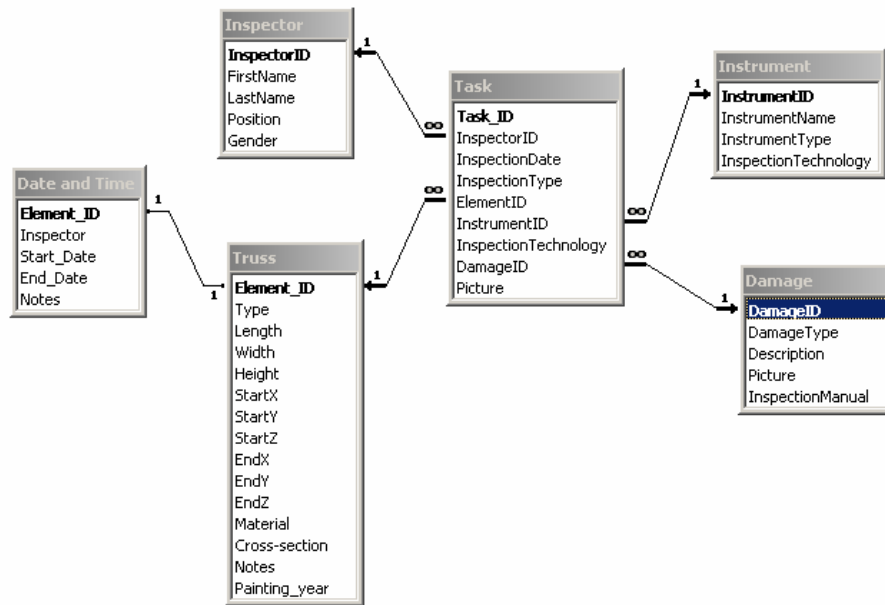 Inspector
InspectorID
FirstName
LastName
Position
Gender
1
∞
Task
Task_ID
InspectorID
InspectionDate
InspectionType
ElementID
InstrumentID
InspectionTechnology
DamageID
Picture
∞
∞
∞
Instrument
InstrumentID
InstrumentName
InstrumentType
InspectionTechnology
1
Date and Time
Element_ID
Inspector
Start_Date
End_Date
Notes
1
1
Truss
Element_ID
Type
Length
Width
Height
StartX
StartY
StartZ
EndX
EndY
EndZ
Material
Cross-section
Notes
Painting_year
1
Damage
DamageID
DamageType
Description
Picture
InspectionManual
1